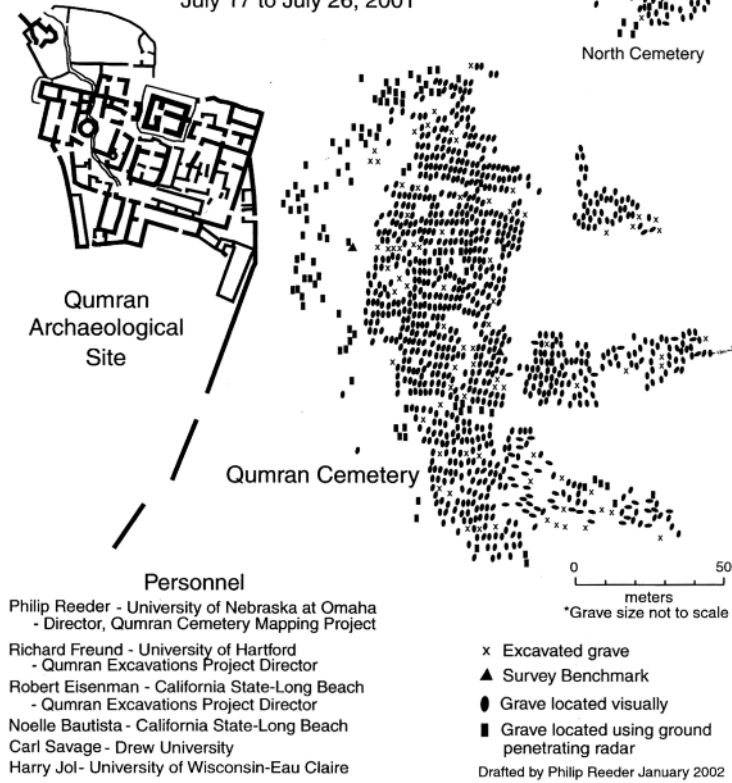 July 17 to July 26, 2001
North Cemetery
Qumran
Archaeological
Site
Qumran Cemetery
0 50
meters
*Grave size not to scale
Personnel
Philip Reeder - University of Nebraska at Omaha
- Director, Qumran Cemetery Mapping Project
Richard Freund - University of Hartford
- Qumran Excavations Project Director
Robert Eisenman - California State-Long Beach
- Qumran Excavations Project Director
Noelle Bautista - California State-Long Beach
Carl Savage - Drew University
Harry Jol- University of Wisconsin-Eau Claire
x Excavated grave
▲ Survey Benchmark
Grave located visually
Grave located using ground
penetrating radar
Drafted by Philip Reeder January 2002